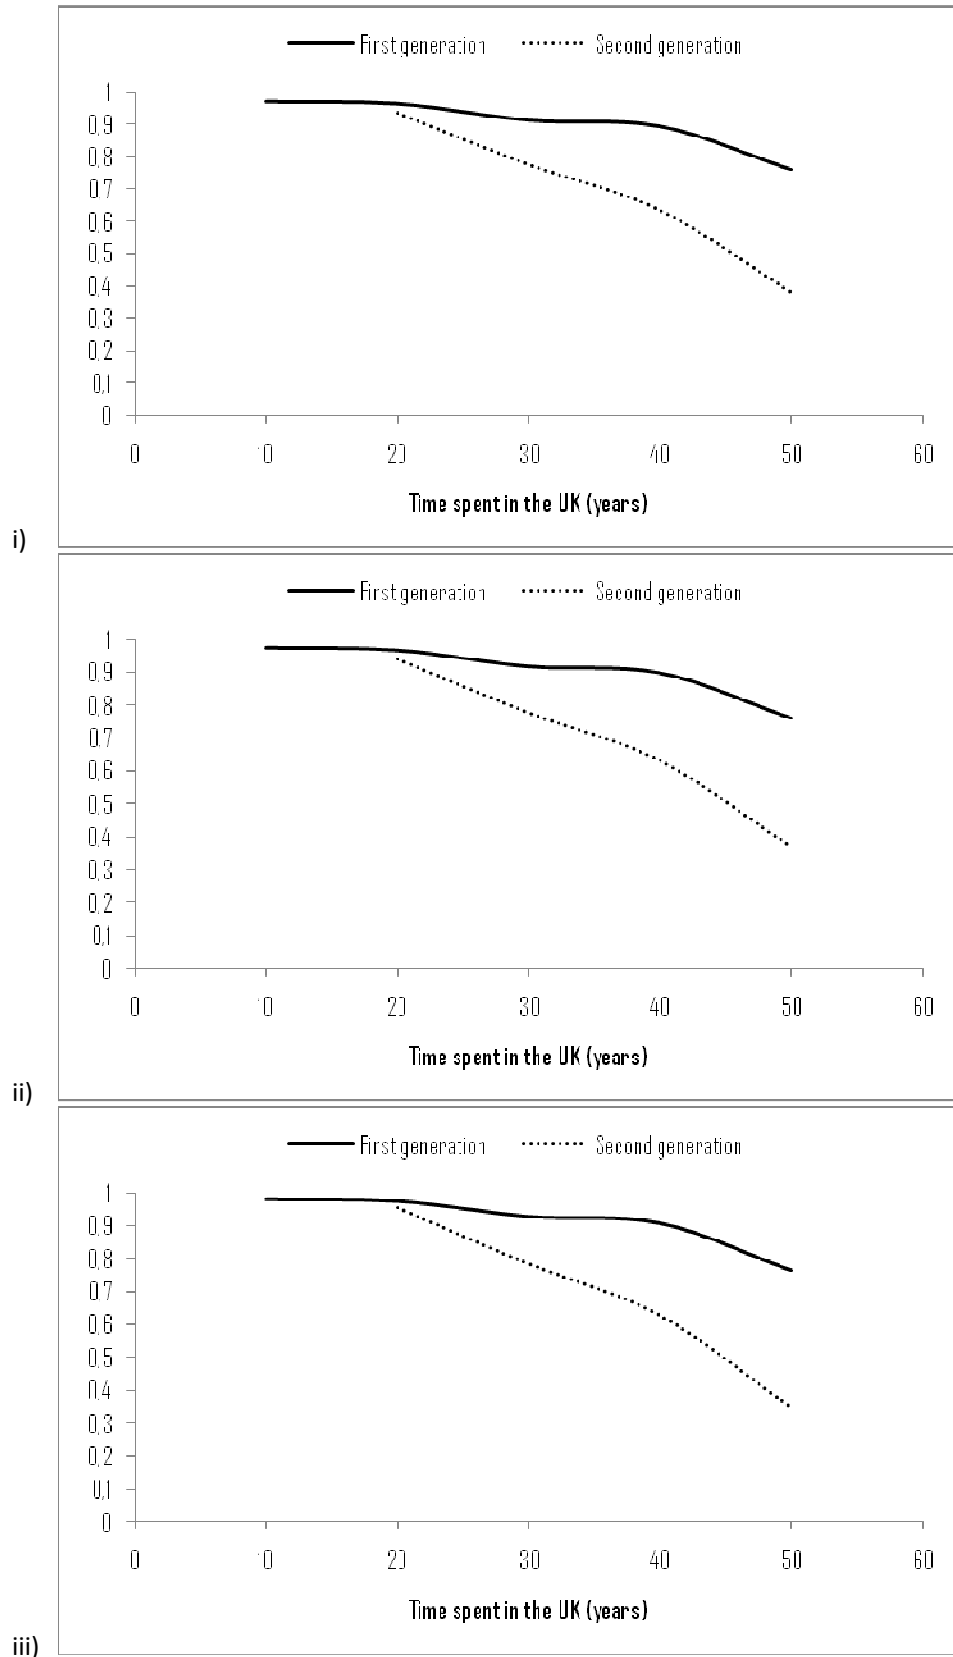 First generation Second generation
1
0,9
0,8
0,7
0,6
0,5
0,4
0,3
0,2
0,1
0
0 10 20 30 40 50 60
Time spent in the UK (years)
i)
First generation Second generation
1
0,9
0,8
0,7
0,6
0,5
0,4
0,3
0,2
0,1
0
0 10 20 30 40 50 60
Time spent in the UK (years)
ii)
First generation Second generation
1
0,9
0,8
0,7
0,6
0,5
0,4
0,3
0,2
0,1
0
0 10 20 30 40 50 60
Time spent in the UK (years)
iii)